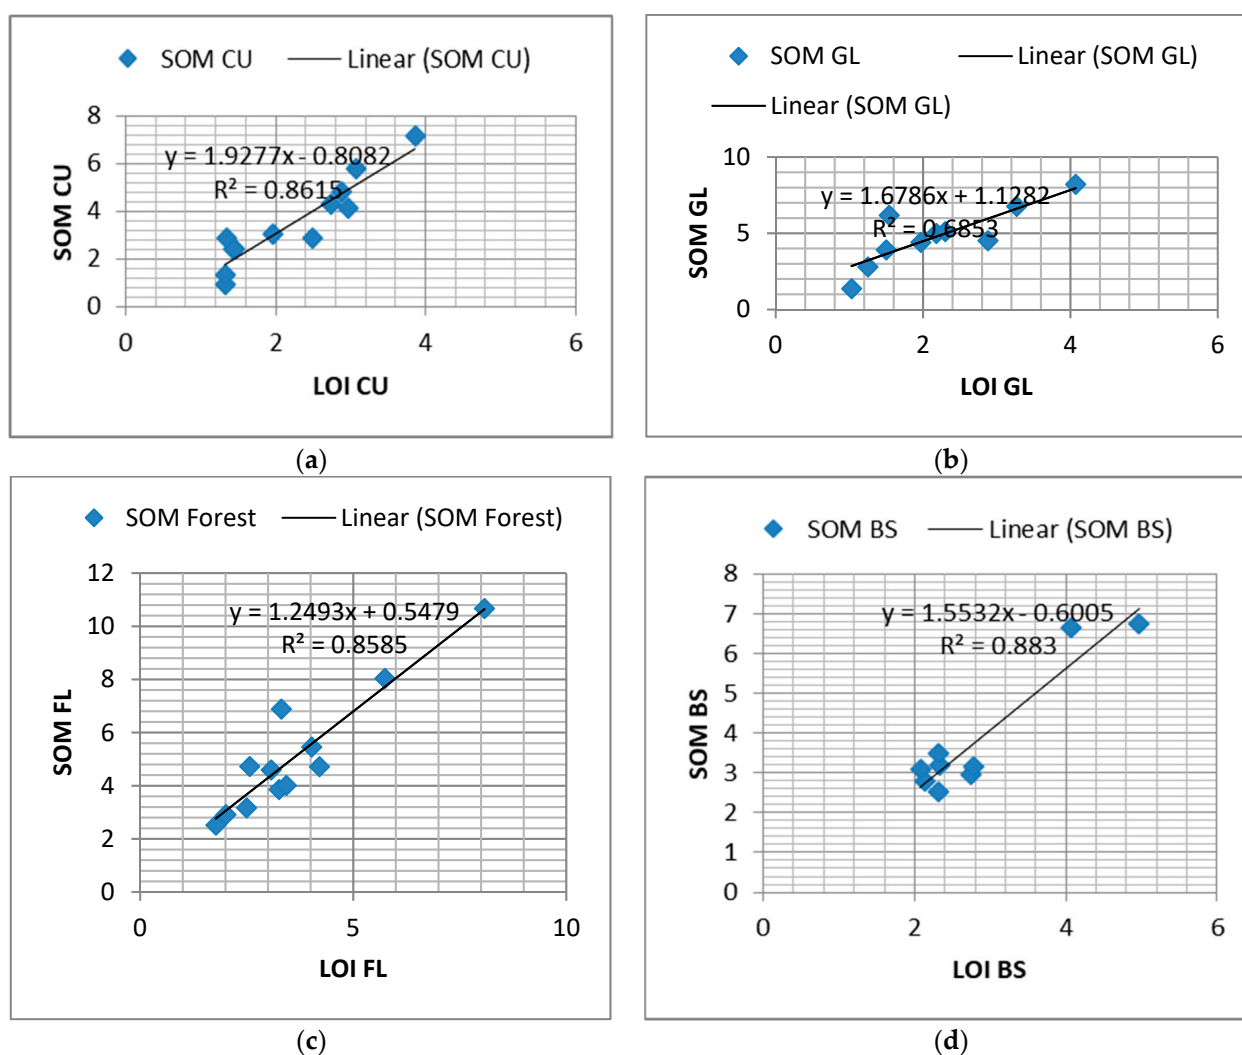 SOM CU Linear (SOM CU)
8
6
4
2
0
SOM CU
y = 1.9277x - 0.8082
R² = 0.8615
0 2 4 6
LOI CU
(a)
SOM GL Linear (SOM GL)
Linear (SOM GL)
10
5
0
SOM GL
y = 1.6786x + 1.1282
R² = 0.6853
0 2 4 6
LOI GL
(b)
SOM Forest Linear (SOM Forest)
12
10
8
6
4
2
0
SOM FL
y = 1.2493x + 0.5479
R² = 0.8585
0 5 10
LOI FL
(c)
SOM BS Linear (SOM BS)
8
7
6
5
4
3
2
1
0
SOM BS
y = 1.5532x - 0.6005
R² = 0.883
0 2 4 6
LOI BS
(d)